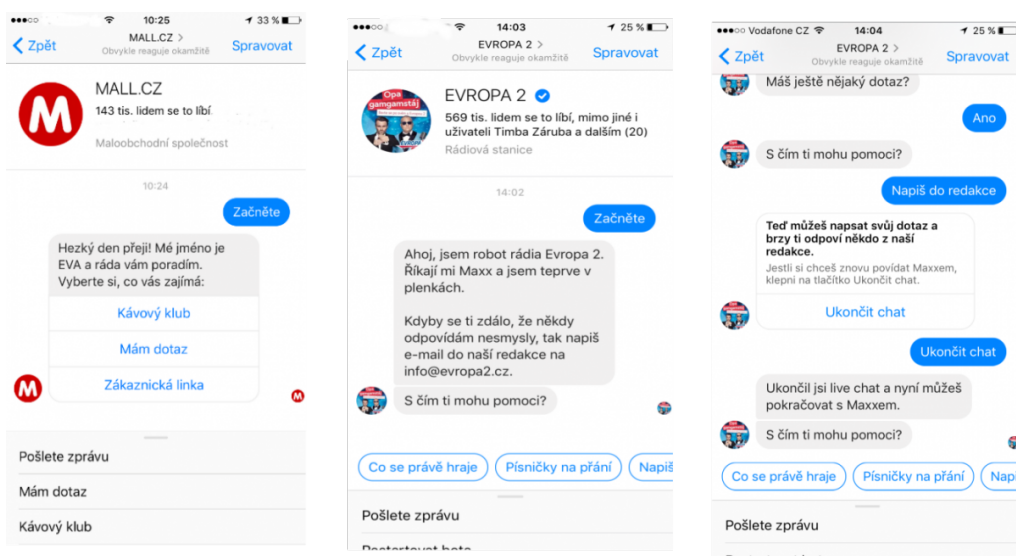 10:25
33 %
Zpět
MALL.CZ >
Obvykle reaguje okamžitě
Spravovat
M
MALL.CZ
143 tis. lidem se to líbí
Maloobchodní společnost
10:24
Začněte
Hezký den přeji! Mé jméno je
EVA a ráda vám poradím.
Vyberte si, co vás zajímá:
Kávový klub
Mám dotaz
Zákaznická linka
M
M
Pošlete zprávu
Mám dotaz
Kávový klub
14:03
25 %
Zpět
EVROPA 2 >
Obvykle reaguje okamžitě
Spravovat
Opa
gamgamstáj
EVROPA 2
569 tis. lidem se to líbí, mimo jiné i
uživateli Timba Záruba a dalším (20)
Rádiová stanice
14:02
Začněte
Ahoj, jsem robot rádia Evropa 2.
Říkají mi Maxx a jsem teprve v
plenkách.
Kdyby se ti zdálo, že někdy
odpovídám nesmysly, tak napiš
e-mail do naší redakce na
info@evropa2.cz.
S čím ti mohu pomoci?
Co se právě hraje
Písničky na přání
Napiš
Pošlete zprávu
Restartovat bota
Vodafone CZ
14:04
25 %
Zpět
EVROPA 2 >
Obvykle reaguje okamžitě
Spravovat
Máš ještě nějaký dotaz?
Ano
S čím ti mohu pomoci?
Napiš do redakce
Teď můžeš napsat svůj dotaz a
brzy ti odpoví někdo z naší
redakce.
Jestli si chceš znovu povídat Maxxem,
klepni na tlačítko Ukončit chat.
Ukončit chat
Ukončit chat
Ukončil jsi live chat a nyní můžeš
pokračovat s Maxxem.
S čím ti mohu pomoci?
Co se právě hraje
Písničky na přání
Napi
Pošlete zprávu